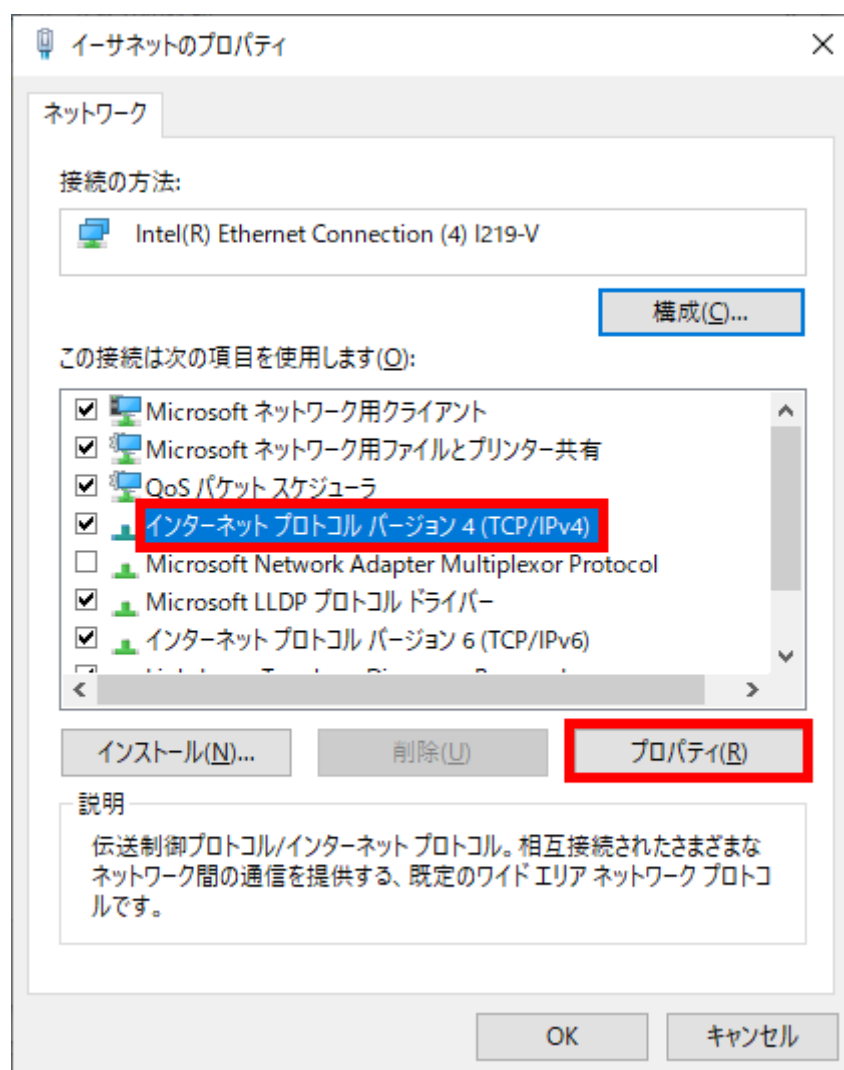 イーサネットのプロパティ
ネットワーク
接続の方法:
Intel(R) Ethernet Connection (4) I219-V
構成(C)...
この接続は次の項目を使用します(O):
Microsoft ネットワーク用クライアント
Microsoft ネットワーク用ファイルとプリンター共有
QoS パケット スケジューラ
インターネット プロトコル バージョン 4 (TCP/IPv4)
Microsoft Network Adapter Multiplexor Protocol
Microsoft LLDP プロトコル ドライバー
インターネット プロトコル バージョン 6 (TCP/IPv6)
インストール(N)...
削除(U)
プロパティ(R)
説明
伝送制御プロトコル/インターネット プロトコル。相互接続されたさまざまな
ネットワーク間の通信を提供する、既定のワイド エリア ネットワーク プロトコ
ルです。
OK
キャンセル